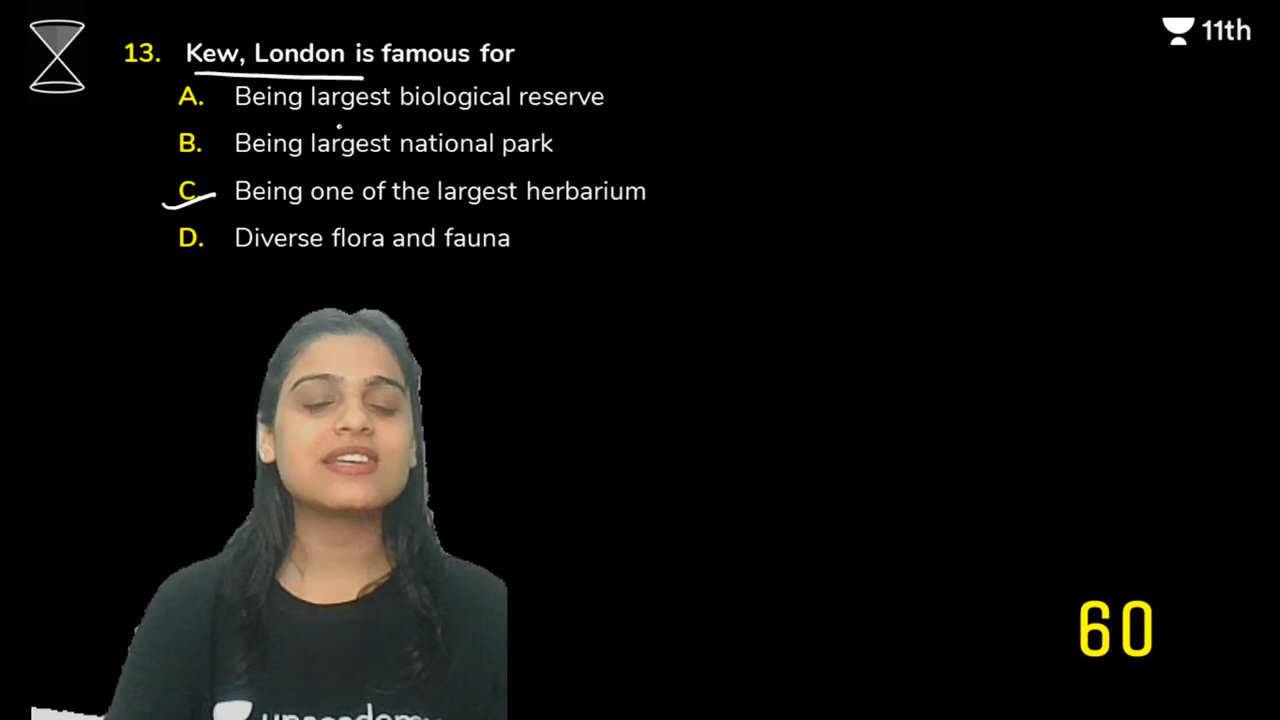 13. Kew, London is famous for
11th
A. Being largest biological reserve
B. Being largest national park
C. Being one of the largest herbarium
D. Diverse flora and fauna
60
unacademy